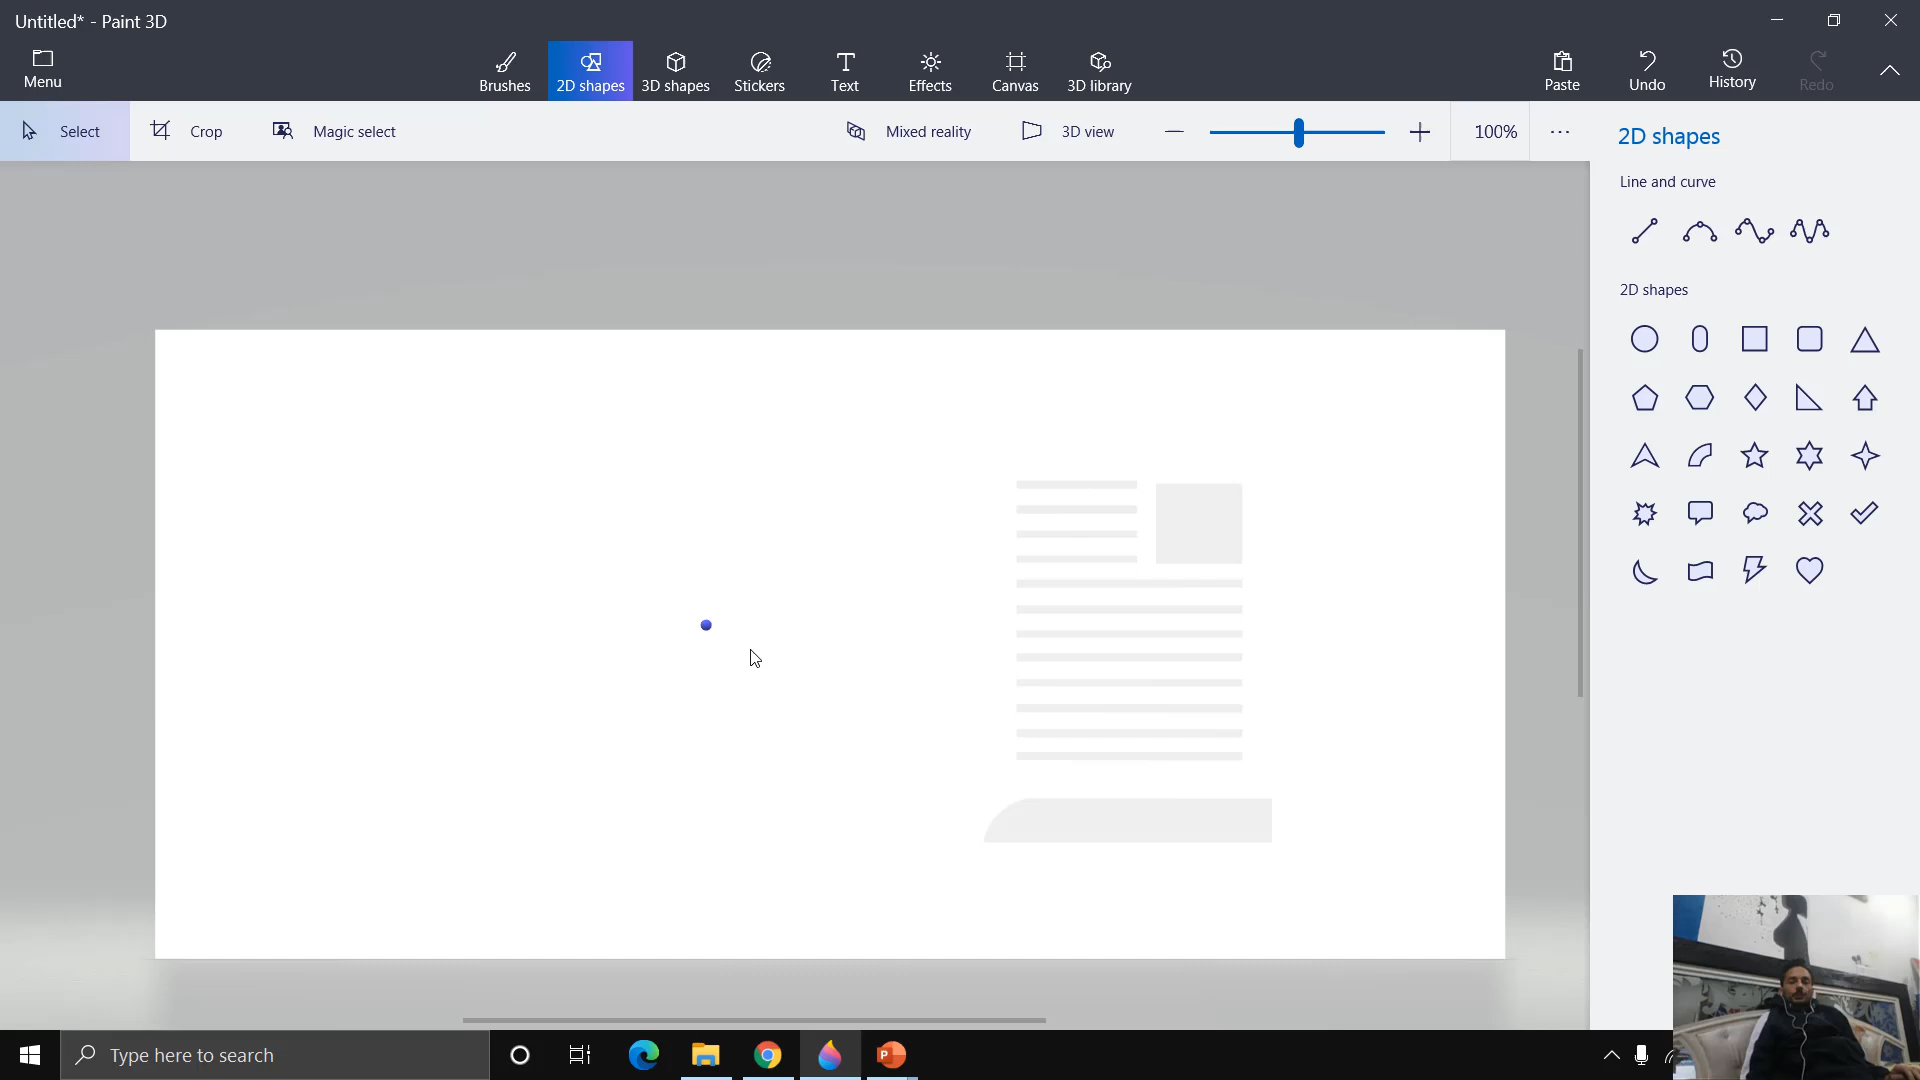 Untitled* - Paint 3D
Menu
Brushes
2D shapes
3D shapes
Stickers
Text
Effects
Canvas
3D library
Paste
Undo
History
Redo
Select
Crop
Magic select
Mixed reality
3D view
100%
2D shapes
Line and curve
2D shapes
Type here to search